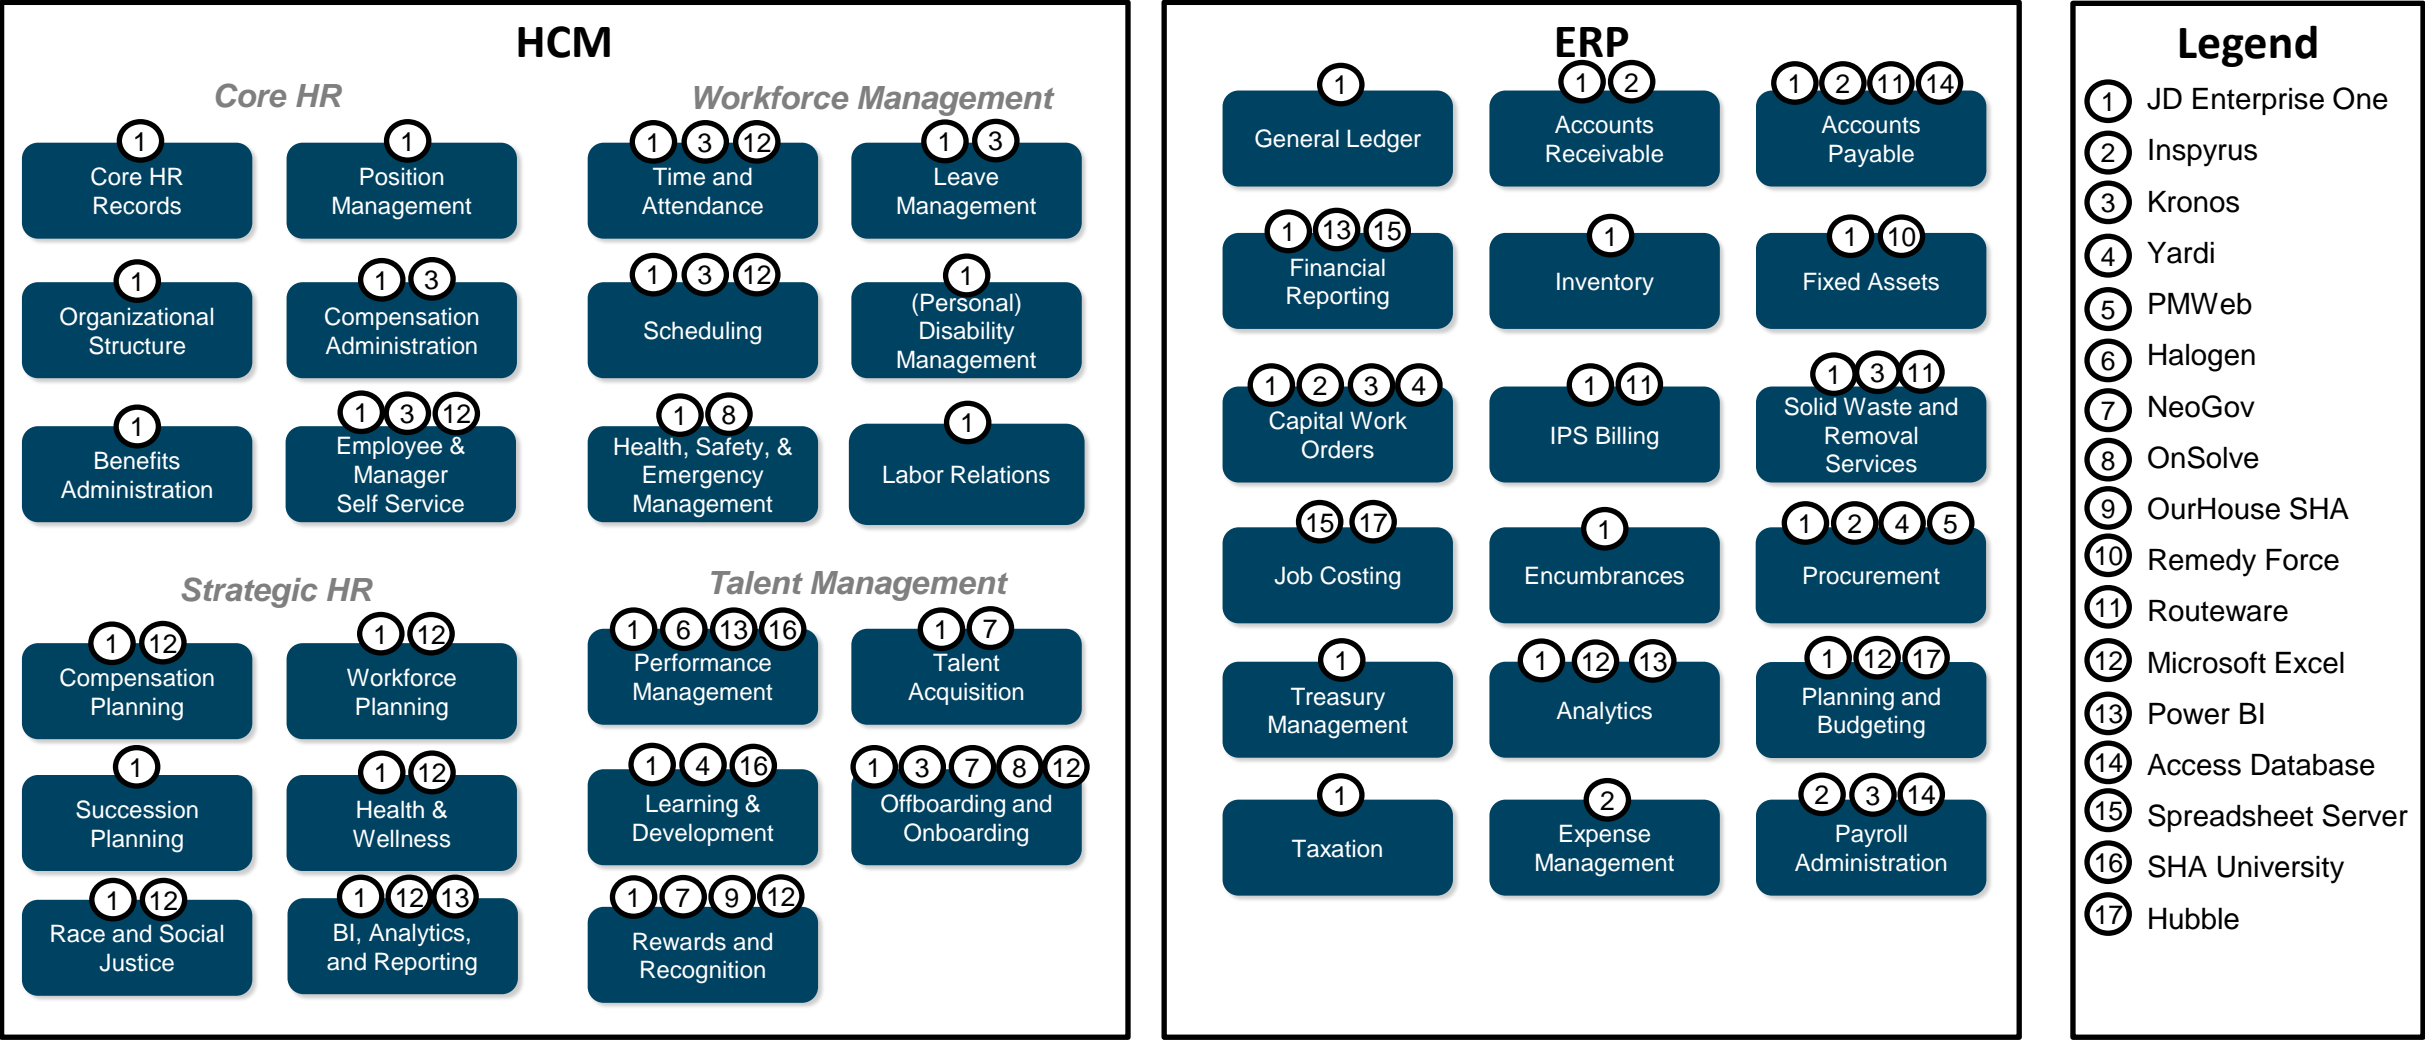 HCM
Core HR
1
Core HR
Records
1
Position
Management
1
Organizational
Structure
1 3
Compensation
Administration
1
Benefits
Administration
1 3 12
Employee &
Manager
Self Service
Workforce Management
1 3 12
Time and
Attendance
1 3
Leave
Management
1 3 12
Scheduling
1
(Personal)
Disability
Management
1 8
Health, Safety, &
Emergency
Management
1
Labor Relations
Strategic HR
1 12
Compensation
Planning
1 12
Workforce
Planning
1
Succession
Planning
1 12
Health &
Wellness
1 12
Race and Social
Justice
1 12 13
BI, Analytics,
and Reporting
Talent Management
1 6 13 16
Performance
Management
1 7
Talent
Acquisition
1 4 16
Learning &
Development
1 3 7 8 12
Offboarding and
Onboarding
1 7 9 12
Rewards and
Recognition
ERP
1
General Ledger
1 2
Accounts
Receivable
1 2 11 14
Accounts
Payable
1 13 15
Financial
Reporting
1
Inventory
1 10
Fixed Assets
1 2 3 4
Capital Work
Orders
1 11
IPS Billing
1 3 11
Solid Waste and
Removal
Services
15 17
Job Costing
1
Encumbrances
1 2 4 5
Procurement
1
Treasury
Management
1 12 13
Analytics
1 12 17
Planning and
Budgeting
1
Taxation
2
Expense
Management
2 3 14
Payroll
Administration
Legend
1 JD Enterprise One
2 Inspyrus
3 Kronos
4 Yardi
5 PMWeb
6 Halogen
7 NeoGov
8 OnSolve
9 OurHouse SHA
10 Remedy Force
11 Routeware
12 Microsoft Excel
13 Power BI
14 Access Database
15 Spreadsheet Server
16 SHA University
17 Hubble